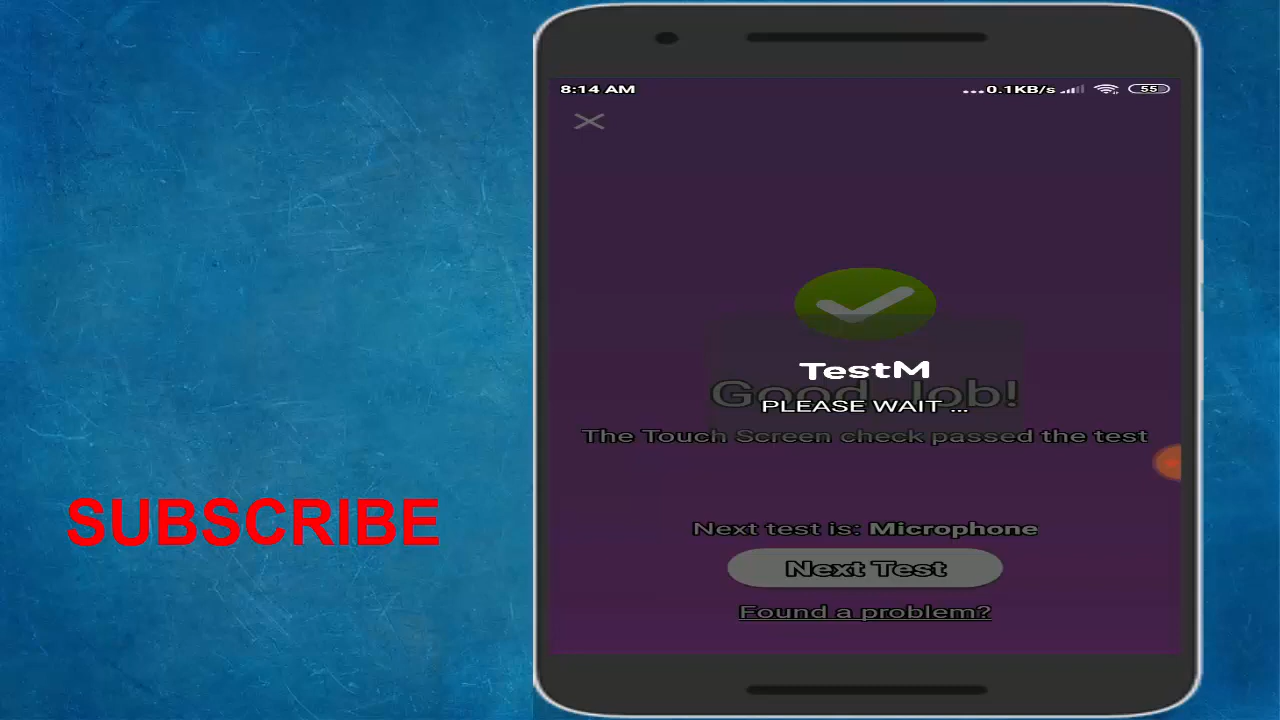 8:14 AM
...0.1KB/s 55
TestM
Good Job!
PLEASE WAIT ...
The Touch Screen check passed the test
SUBSCRIBE
Next test is: Microphone
Next Test
Found a problem?